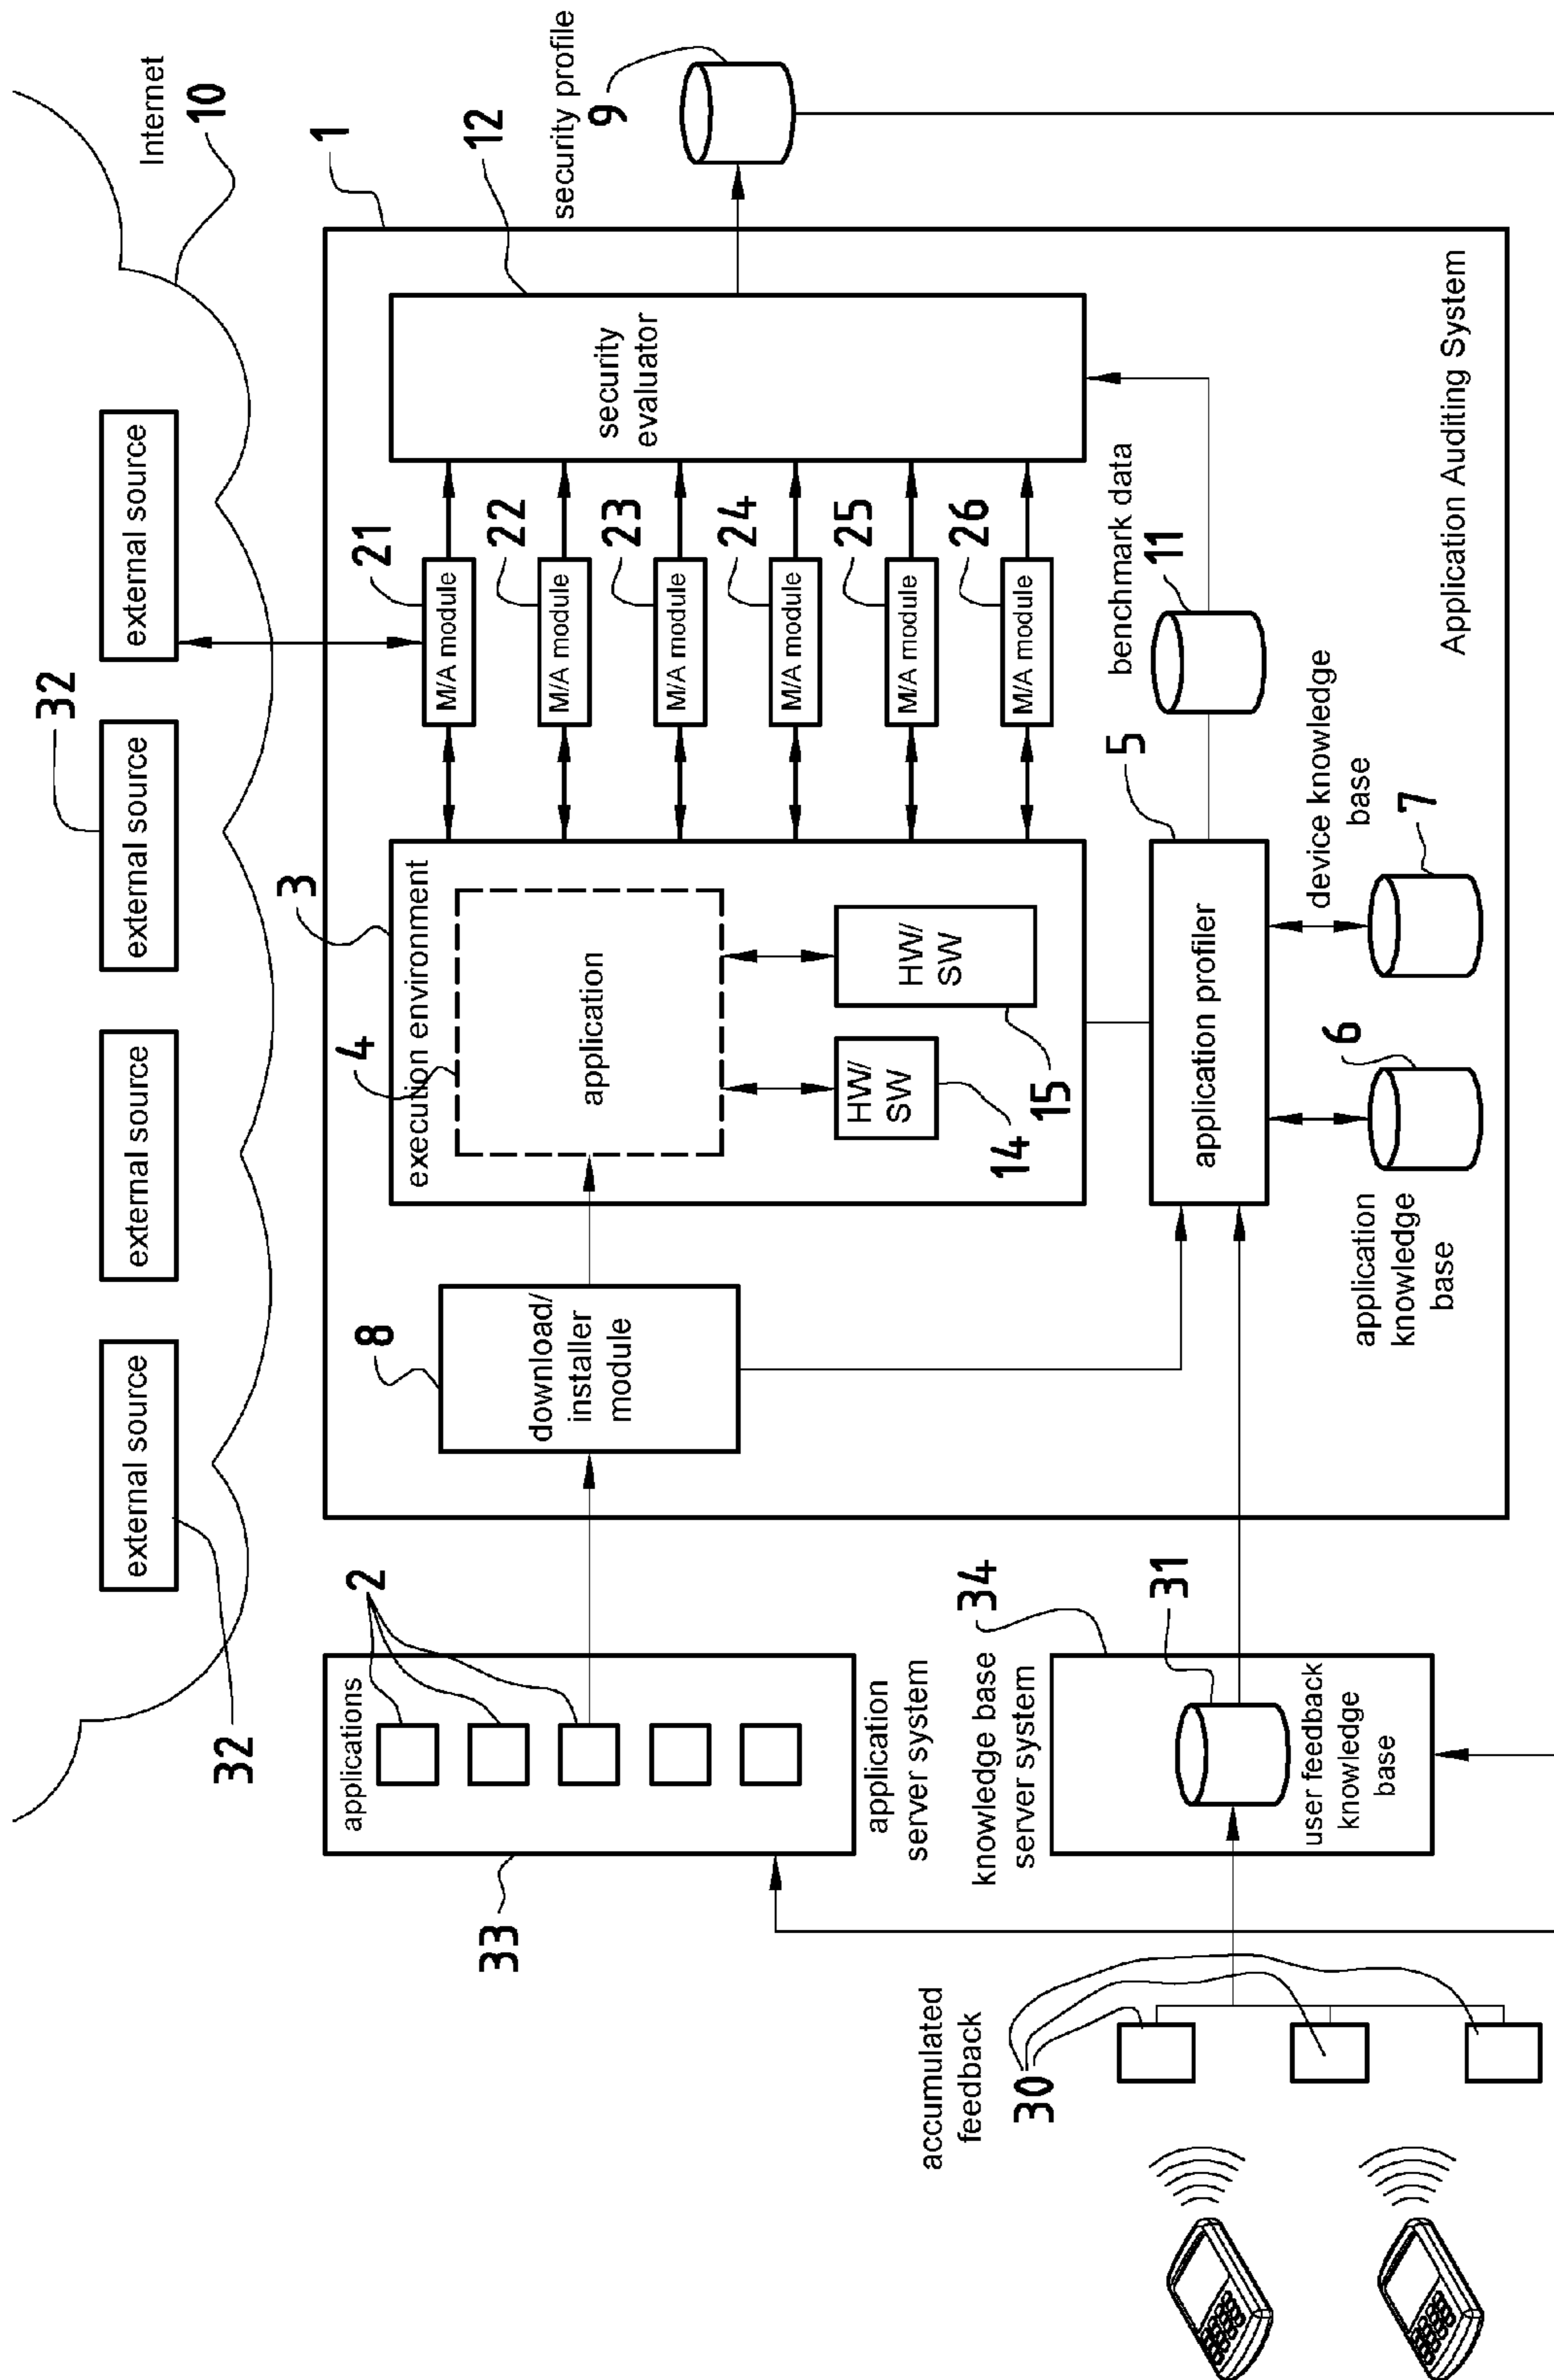 Internet
10
external source
external source
external source
external source
32
32
1
Application Auditing System
applications
2
33
application
server system
8
download/
installer
module
3
execution environment
4
application
HW/
SW
14
HW/
SW
15
21
M/A module
22
M/A module
23
M/A module
24
M/A module
25
M/A module
26
M/A module
12
security
evaluator
security profile
9
benchmark data
11
5
application profiler
application
knowledge
base
6
device knowledge
base
7
knowledge base
server system
34
31
user feedback
knowledge
base
accumulated
feedback
30